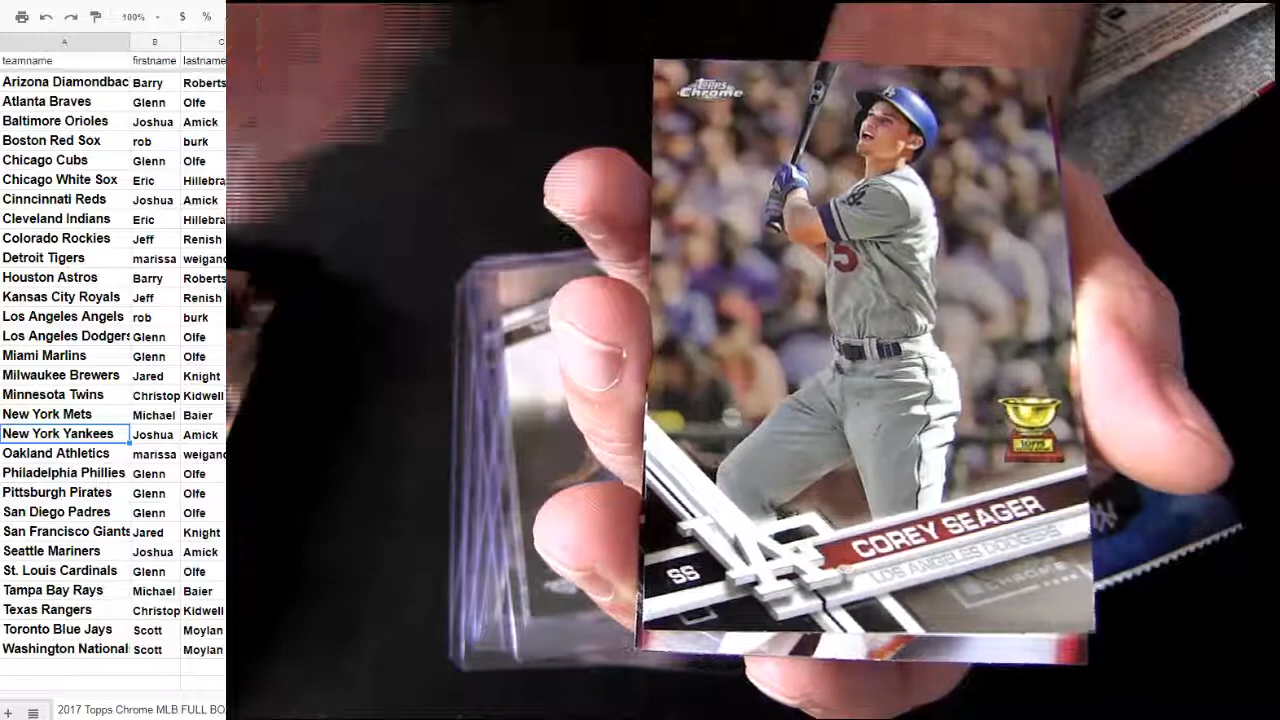 100% $ %
A B C
teamname firstname lastname
Arizona Diamondbac Barry Roberts
Atlanta Braves Glenn Olfe
Baltimore Orioles Joshua Amick
Boston Red Sox rob burk
Chicago Cubs Glenn Olfe
Chicago White Sox Eric Hillebra
Cinncinati Reds Joshua Amick
Cleveland Indians Eric Hillebra
Colorado Rockies Jeff Renish
Detroit Tigers marissa weigand
Houston Astros Barry Roberts
Kansas City Royals Jeff Renish
Los Angeles Angels rob burk
Los Angeles Dodgers Glenn Olfe
Miami Marlins Glenn Olfe
Milwaukee Brewers Jared Knight
Minnesota Twins Christop Kidwell
New York Mets Michael Baier
New York Yankees Joshua Amick
Oakland Athletics marissa weigand
Philadelphia Phillies Glenn Olfe
Pittsburgh Pirates Glenn Olfe
San Diego Padres Glenn Olfe
San Francisco Giants Jared Knight
Seattle Mariners Joshua Amick
St. Louis Cardinals Glenn Olfe
Tampa Bay Rays Michael Baier
Texas Rangers Christop Kidwell
Toronto Blue Jays Scott Moylan
Washington National Scott Moylan
2017 Topps Chrome MLB FULL BO
Topps
Chrome
LA
5
TOPPS
COREY SEAGER
LOS ANGELES DODGERS
SS
CHROME